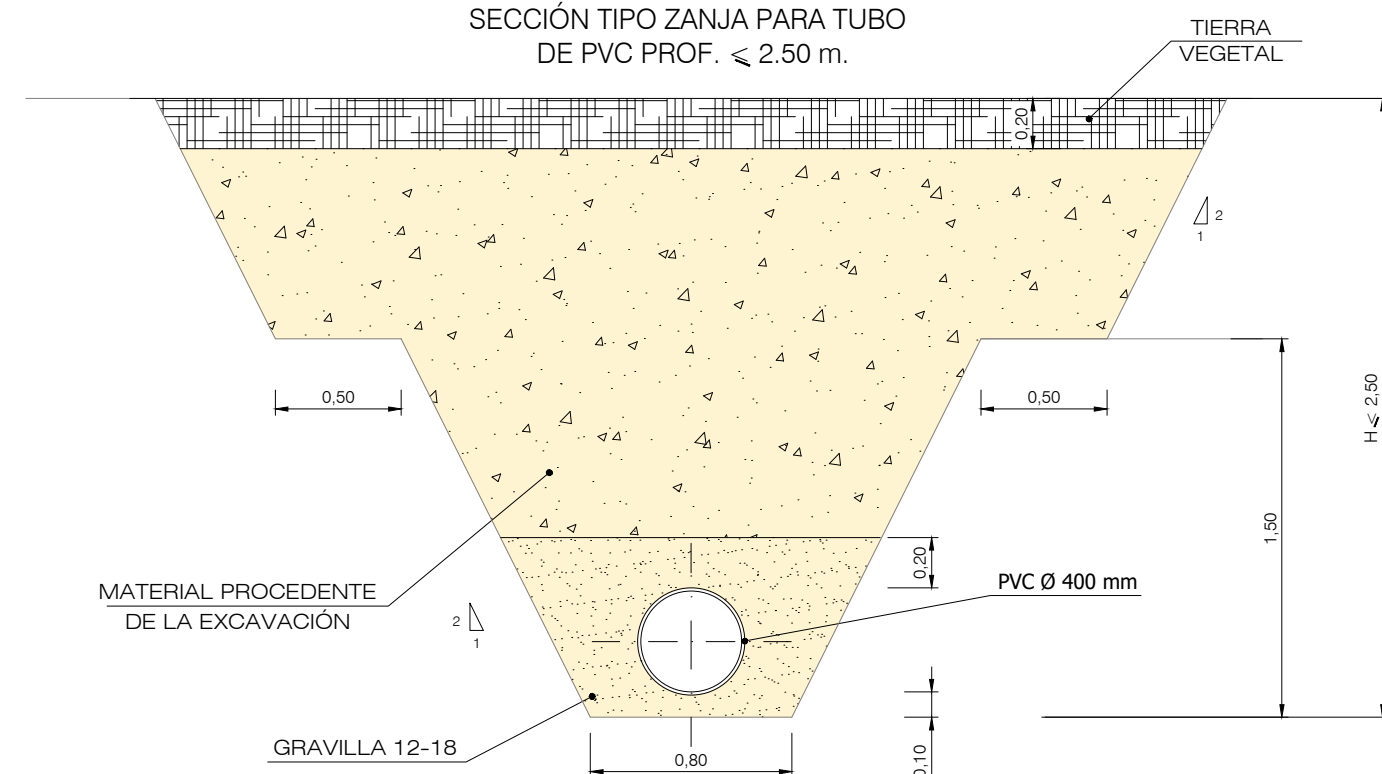 SECCIÓN TIPO ZANJA PARA TUBO
DE PVC PROF. ⩽ 2.50 m.
TIERRA
VEGETAL
0,20
2
1
0,50
0,50
H ⩽ 2,50
1,50
0,20
MATERIAL PROCEDENTE
DE LA EXCAVACIÓN
PVC Ø 400 mm
2
1
GRAVILLA 12-18
0,80
0,10